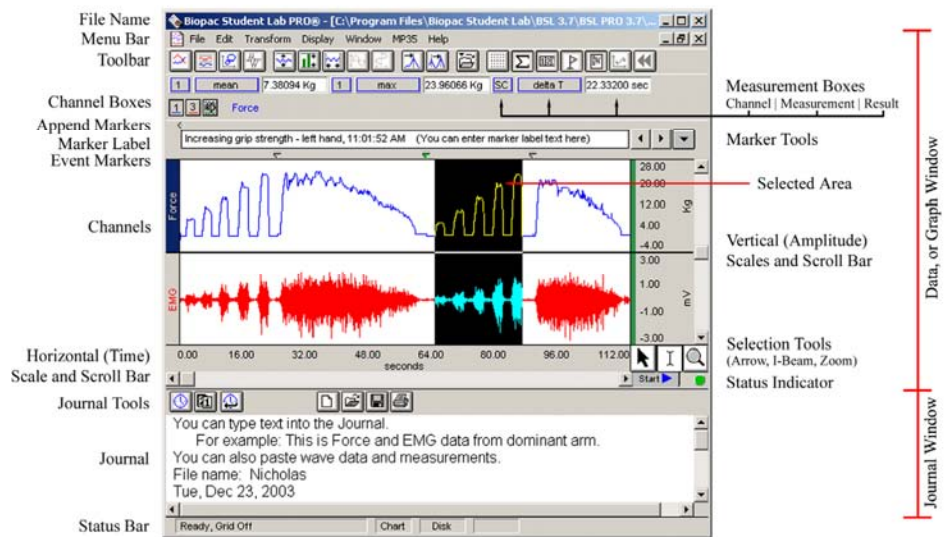 File Name
Biopac Student Lab PRO® - [C:\Program Files\Biopac Student Lab\BSL 3.7\BSL PRO 3.7\...
Menu Bar
File Edit Transform Display Window MP35 Help
Toolbar
1 mean 7.38094 Kg 1 max 23.96066 Kg SC delta T 22.33200 sec
Measurement Boxes
Channel | Measurement | Result
Channel Boxes
1 3 Force
Append Markers
Marker Label
Increasing grip strength - left hand, 11:01:52 AM (You can enter marker label text here)
Marker Tools
Event Markers
Selected Area
Channels
Force
28.00
20.00
12.00
4.00
-4.00
Kg
Vertical (Amplitude)
Scales and Scroll Bar
EMG
3.00
1.00
-1.00
-3.00
mV
Data, or Graph Window
Horizontal (Time)
Scale and Scroll Bar
0.00 16.00 32.00 48.00 64.00 80.00 96.00 112.00
seconds
Selection Tools
(Arrow, I-Beam, Zoom)
Start
Status Indicator
Journal Tools
Journal
You can type text into the Journal.
For example: This is Force and EMG data from dominant arm.
You can also paste wave data and measurements.
File name: Nicholas
Tue, Dec 23, 2003
Journal Window
Status Bar
Ready, Grid Off Chart Disk